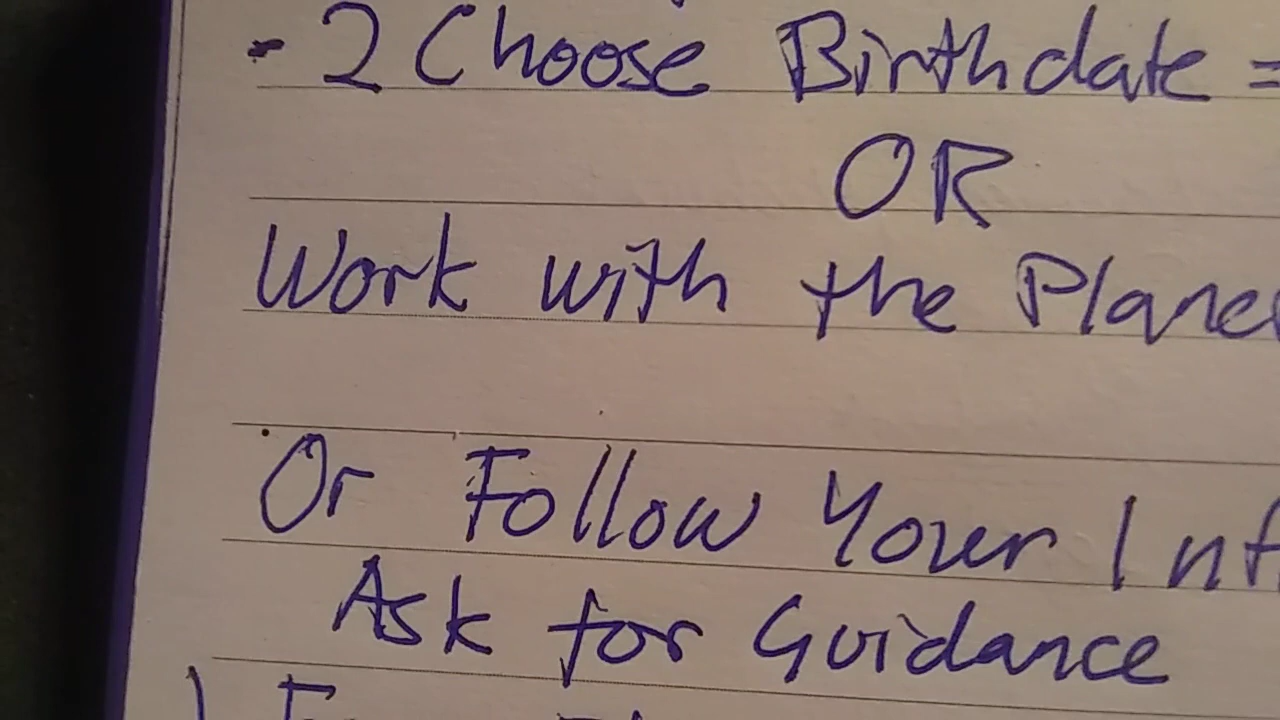 - 2 Choose Birthdate =
OR
Work with the
Or Follow Your
Ask for Guidance